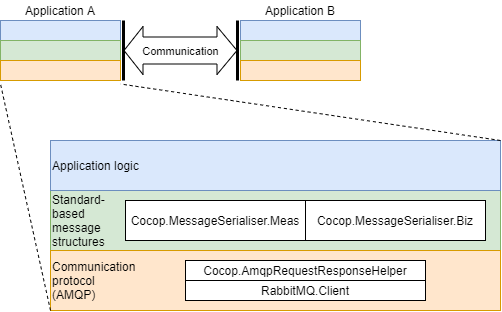 Application A
Application B
Communication
Application logic
Standard-
based
message
structures
Cocop.MessageSerialiser.Meas
Cocop.MessageSerialiser.Biz
Communication
protocol
(AMQP)
Cocop.AmqpRequestResponseHelper
RabbitMQ.Client